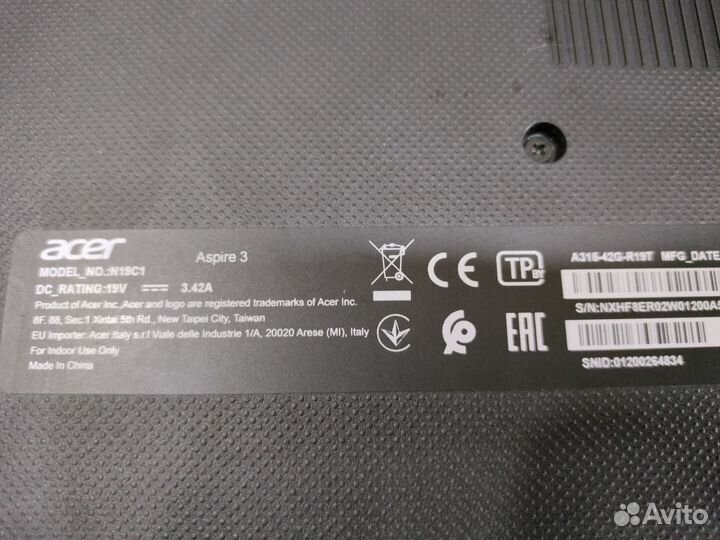 acer
Aspire 3
MODEL_NO.:N19C1
DC_RATING:19V 3.42A
Product of Acer Inc.,Acer and logo are registered trademarks of Acer Inc.
8F, 88, Sec.1 Xintai 5th Rd., New Taipei City, Taiwan
EU Importer: Acer Italy s.r.l Viale delle Industrie 1/A, 20020 Arese (MI), Italy
For Indoor Use Only
Made In China
CE
TP BY
EAC
A315-42G-R19T MFG_DATE
S/N:NXHF8ER02W01200A5
SNID:01200264834
Avito